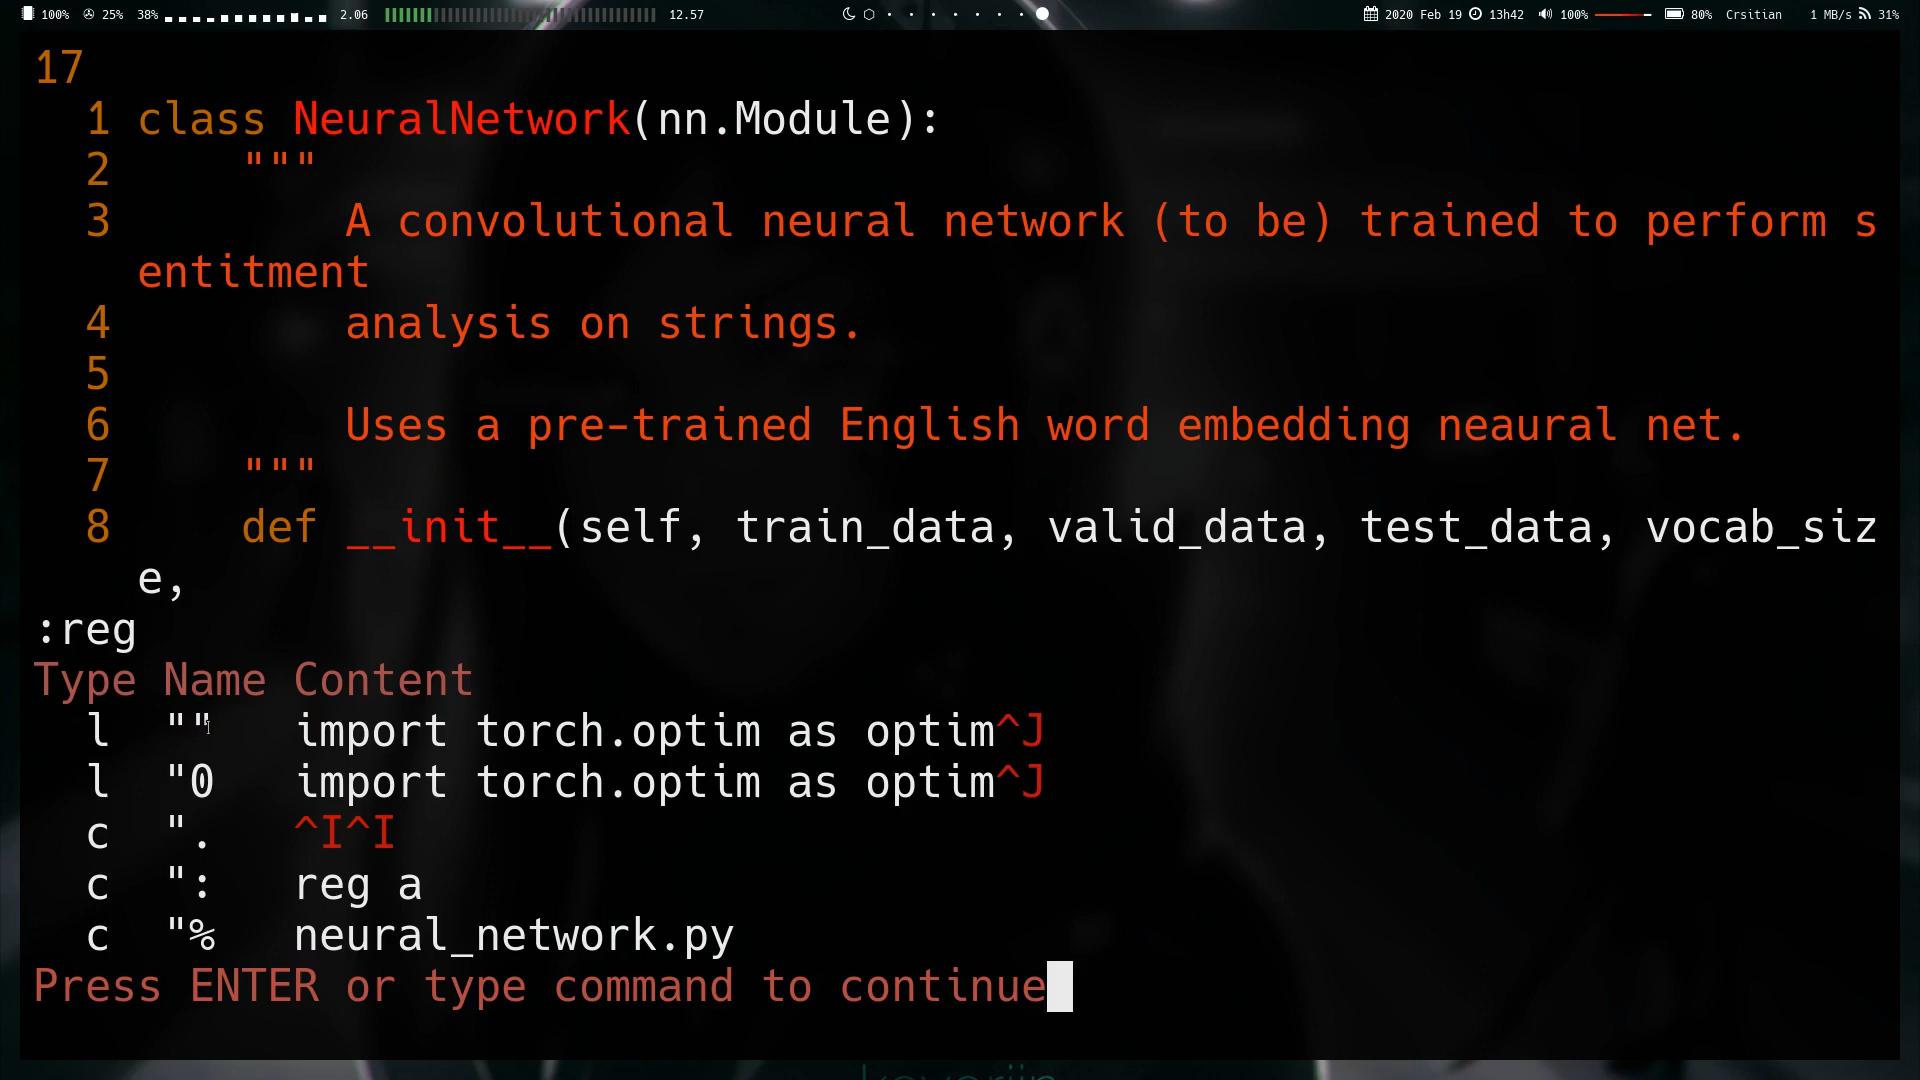 100% 25% 38% 2.06 12.57 2020 Feb 19 13h42 100% 80% Crsitian 1 MB/s 31%
17
1 class NeuralNetwork(nn.Module):
2 """
3 A convolutional neural network (to be) trained to perform s
entitment
4 analysis on strings.
5
6 Uses a pre-trained English word embedding neaural net.
7 """
8 def __init__(self, train_data, valid_data, test_data, vocab_siz
e,
:reg
Type Name Content
l "" import torch.optim as optim^J
l "0 import torch.optim as optim^J
c ". ^I^I
c ": reg a
c "% neural_network.py
Press ENTER or type command to continue